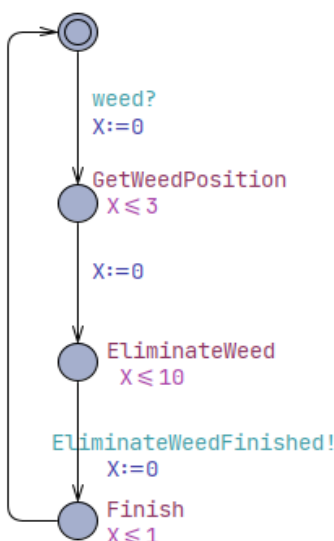 weed?
X:=0
GetWeedPosition
X≤3
X:=0
EliminateWeed
X≤10
EliminateWeedFinished!
X:=0
Finish
X≤1